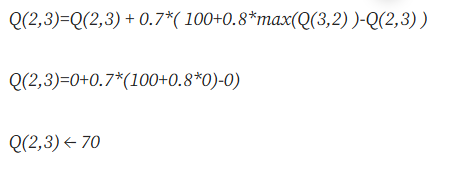 Q(2,3)=Q(2,3) + 0.7*( 100+0.8*max(Q(3,2) )-Q(2,3) )
Q(2,3)=0+0.7*(100+0.8*0)-0)
Q(2,3) ← 70